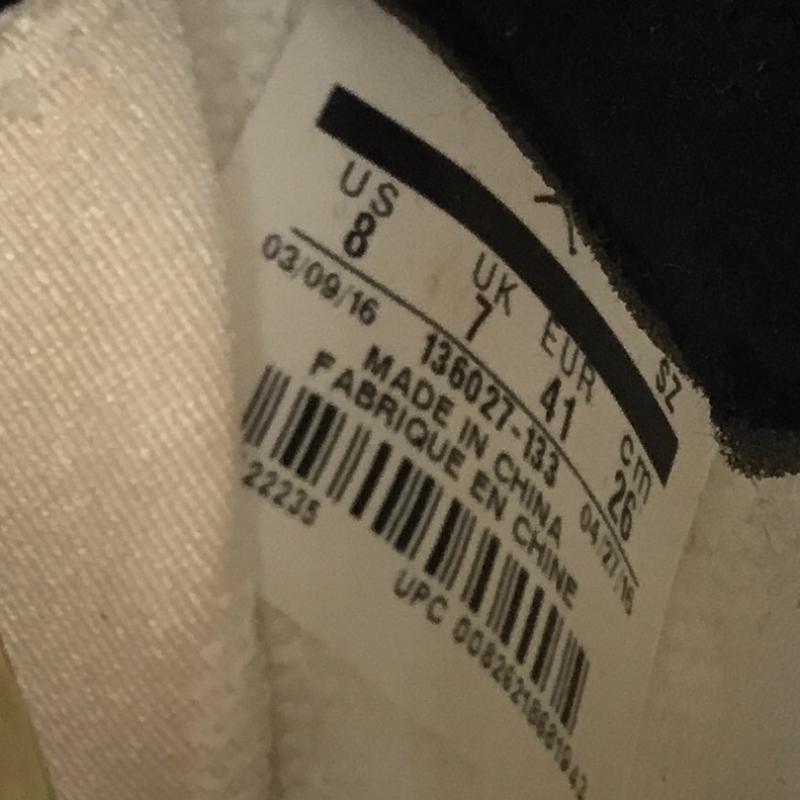 SZ
US UK EUR cm
8 7 41 26
03/09/16 136027-133 04/27/16
MADE IN CHINA
FABRIQUE EN CHINE
22235
UPC